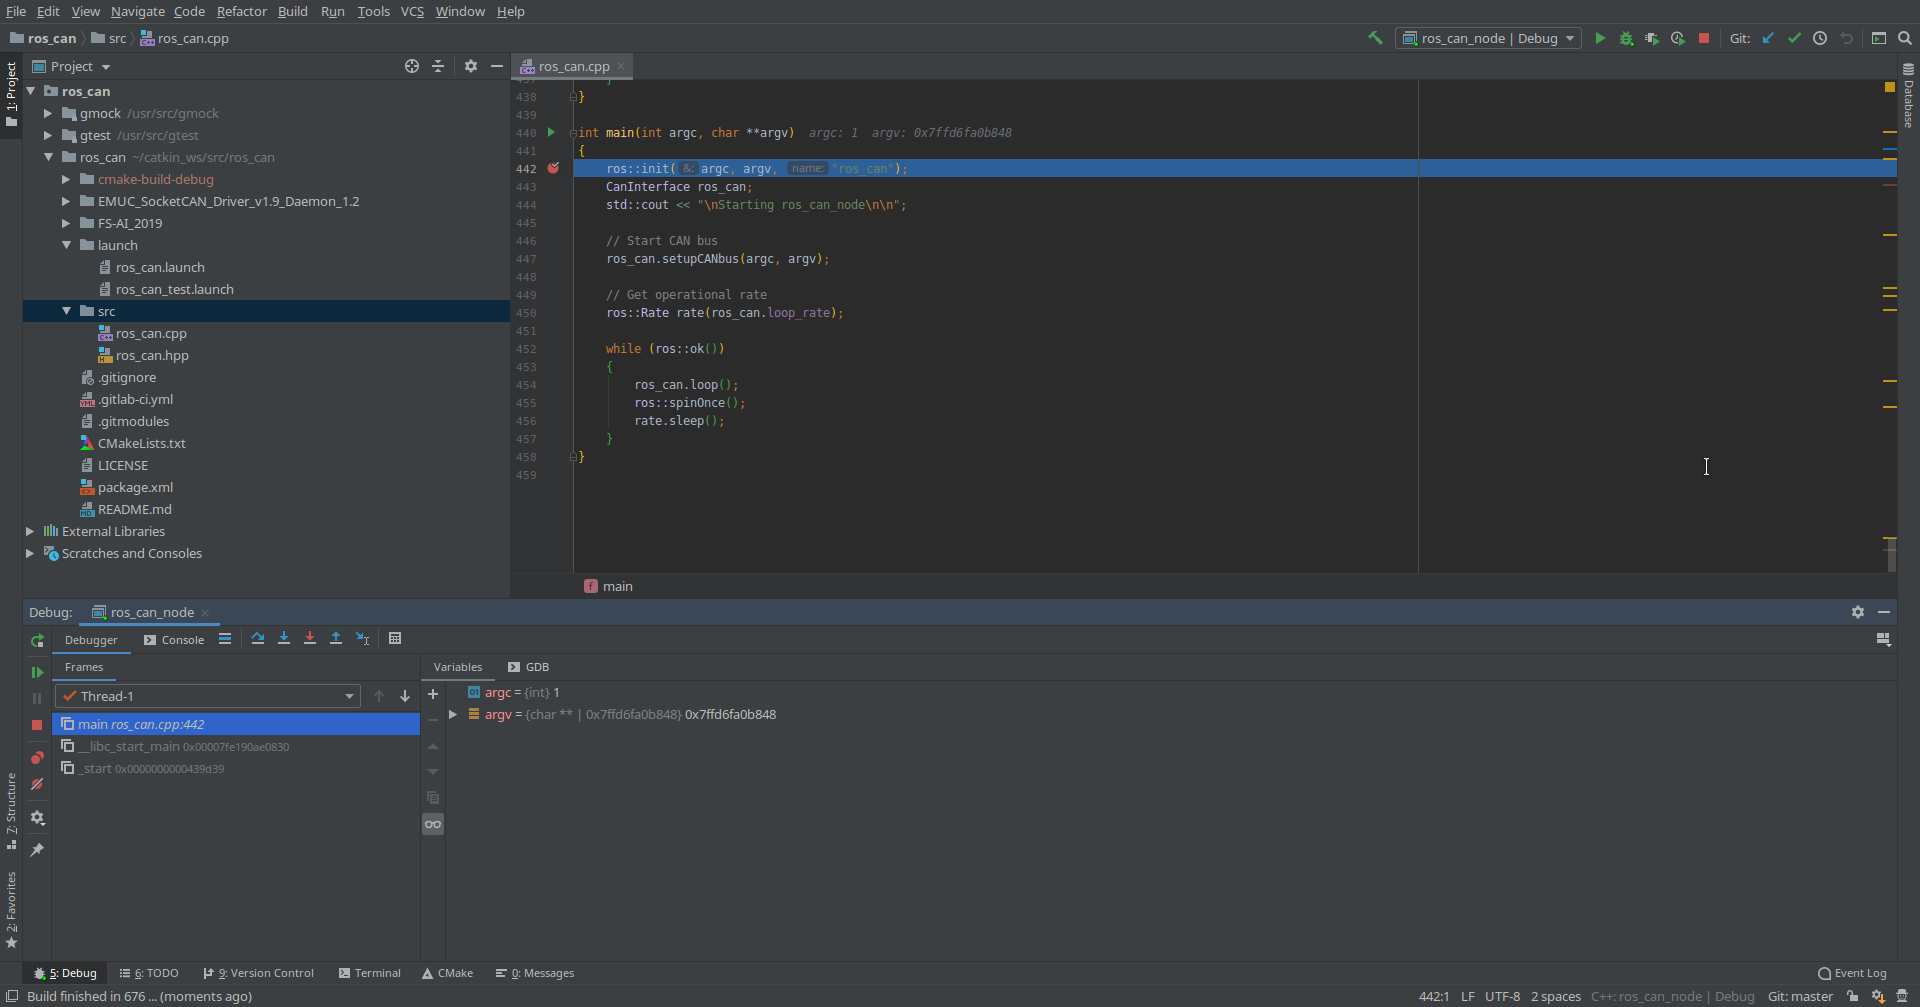 File Edit View Navigate Code Refactor Build Run Tools VCS Window Help
ros_can src ros_can.cpp
ros_can_node | Debug
Git:
1: Project
Project
ros_can
gmock /usr/src/gmock
gtest /usr/src/gtest
ros_can ~/catkin_ws/src/ros_can
cmake-build-debug
EMUC_SocketCAN_Driver_v1.9_Daemon_1.2
FS-AI_2019
launch
ros_can.launch
ros_can_test.launch
src
ros_can.cpp
ros_can.hpp
.gitignore
.gitlab-ci.yml
.gitmodules
CMakeLists.txt
LICENSE
package.xml
README.md
External Libraries
Scratches and Consoles
ros_can.cpp
438 }
439
440 int main(int argc, char **argv) argc: 1 argv: 0x7ffd6fa0b848
441 {
442 ros::init( &: argc, argv, name: "ros_can");
443 CanInterface ros_can;
444 std::cout << "\nStarting ros_can_node\n\n";
445
446 // Start CAN bus
447 ros_can.setupCANbus(argc, argv);
448
449 // Get operational rate
450 ros::Rate rate(ros_can.loop_rate);
451
452 while (ros::ok())
453 {
454 ros_can.loop();
455 ros::spinOnce();
456 rate.sleep();
457 }
458 }
459
f main
Database
Debug: ros_can_node
Debugger Console
Frames
Thread-1
main ros_can.cpp:442
__libc_start_main 0x00007fe190ae0830
_start 0x0000000000439d39
Variables GDB
argc = {int} 1
argv = {char ** | 0x7ffd6fa0b848} 0x7ffd6fa0b848
7: Structure
2: Favorites
5: Debug 6: TODO 9: Version Control Terminal CMake 0: Messages Event Log
Build finished in 676 ... (moments ago) 442:1 LF UTF-8 2 spaces C++: ros_can_node | Debug Git: master